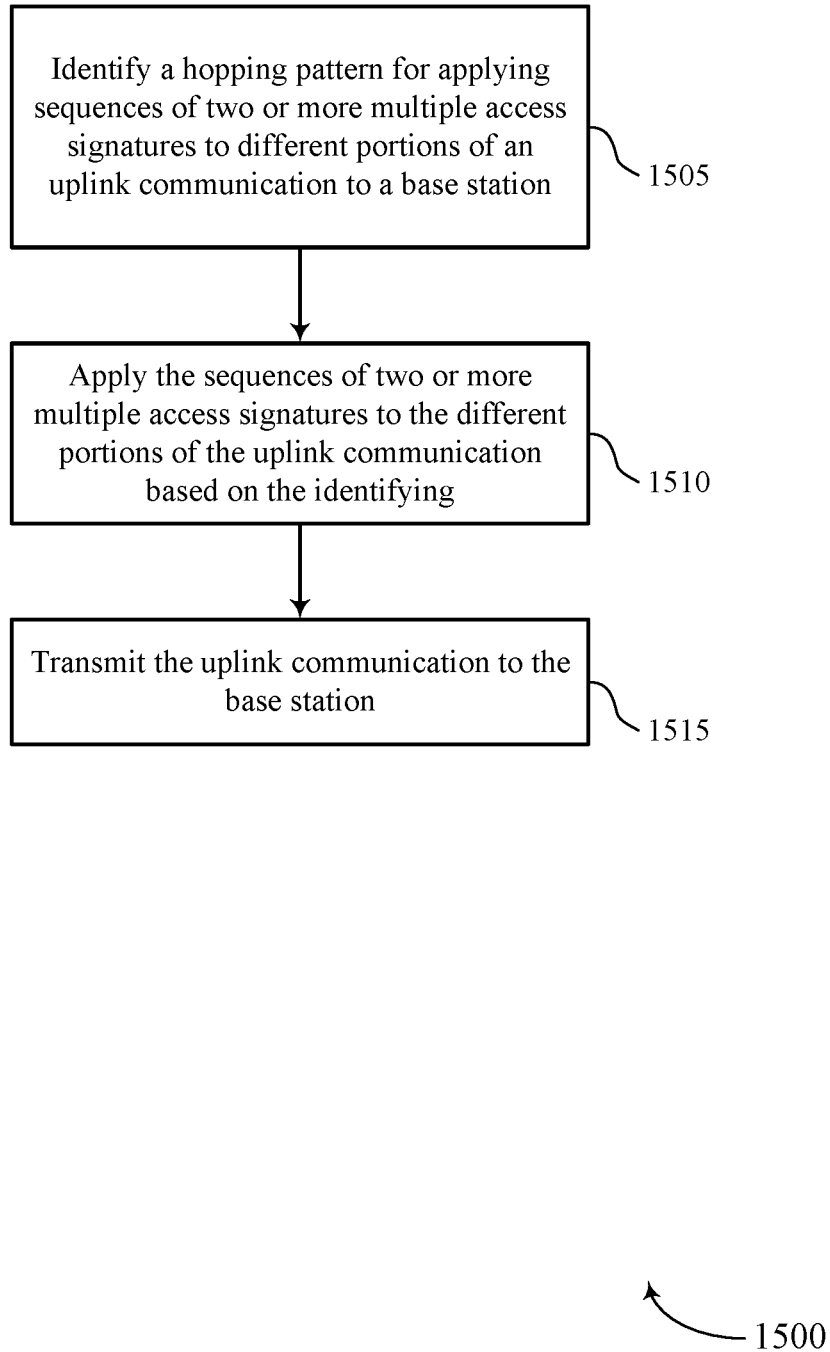 Identify a hopping pattern for applying
sequences of two or more multiple access
signatures to different portions of an
uplink communication to a base station
1505
Apply the sequences of two or more
multiple access signatures to the different
portions of the uplink communication
based on the identifying
1510
Transmit the uplink communication to the
base station
1515
1500